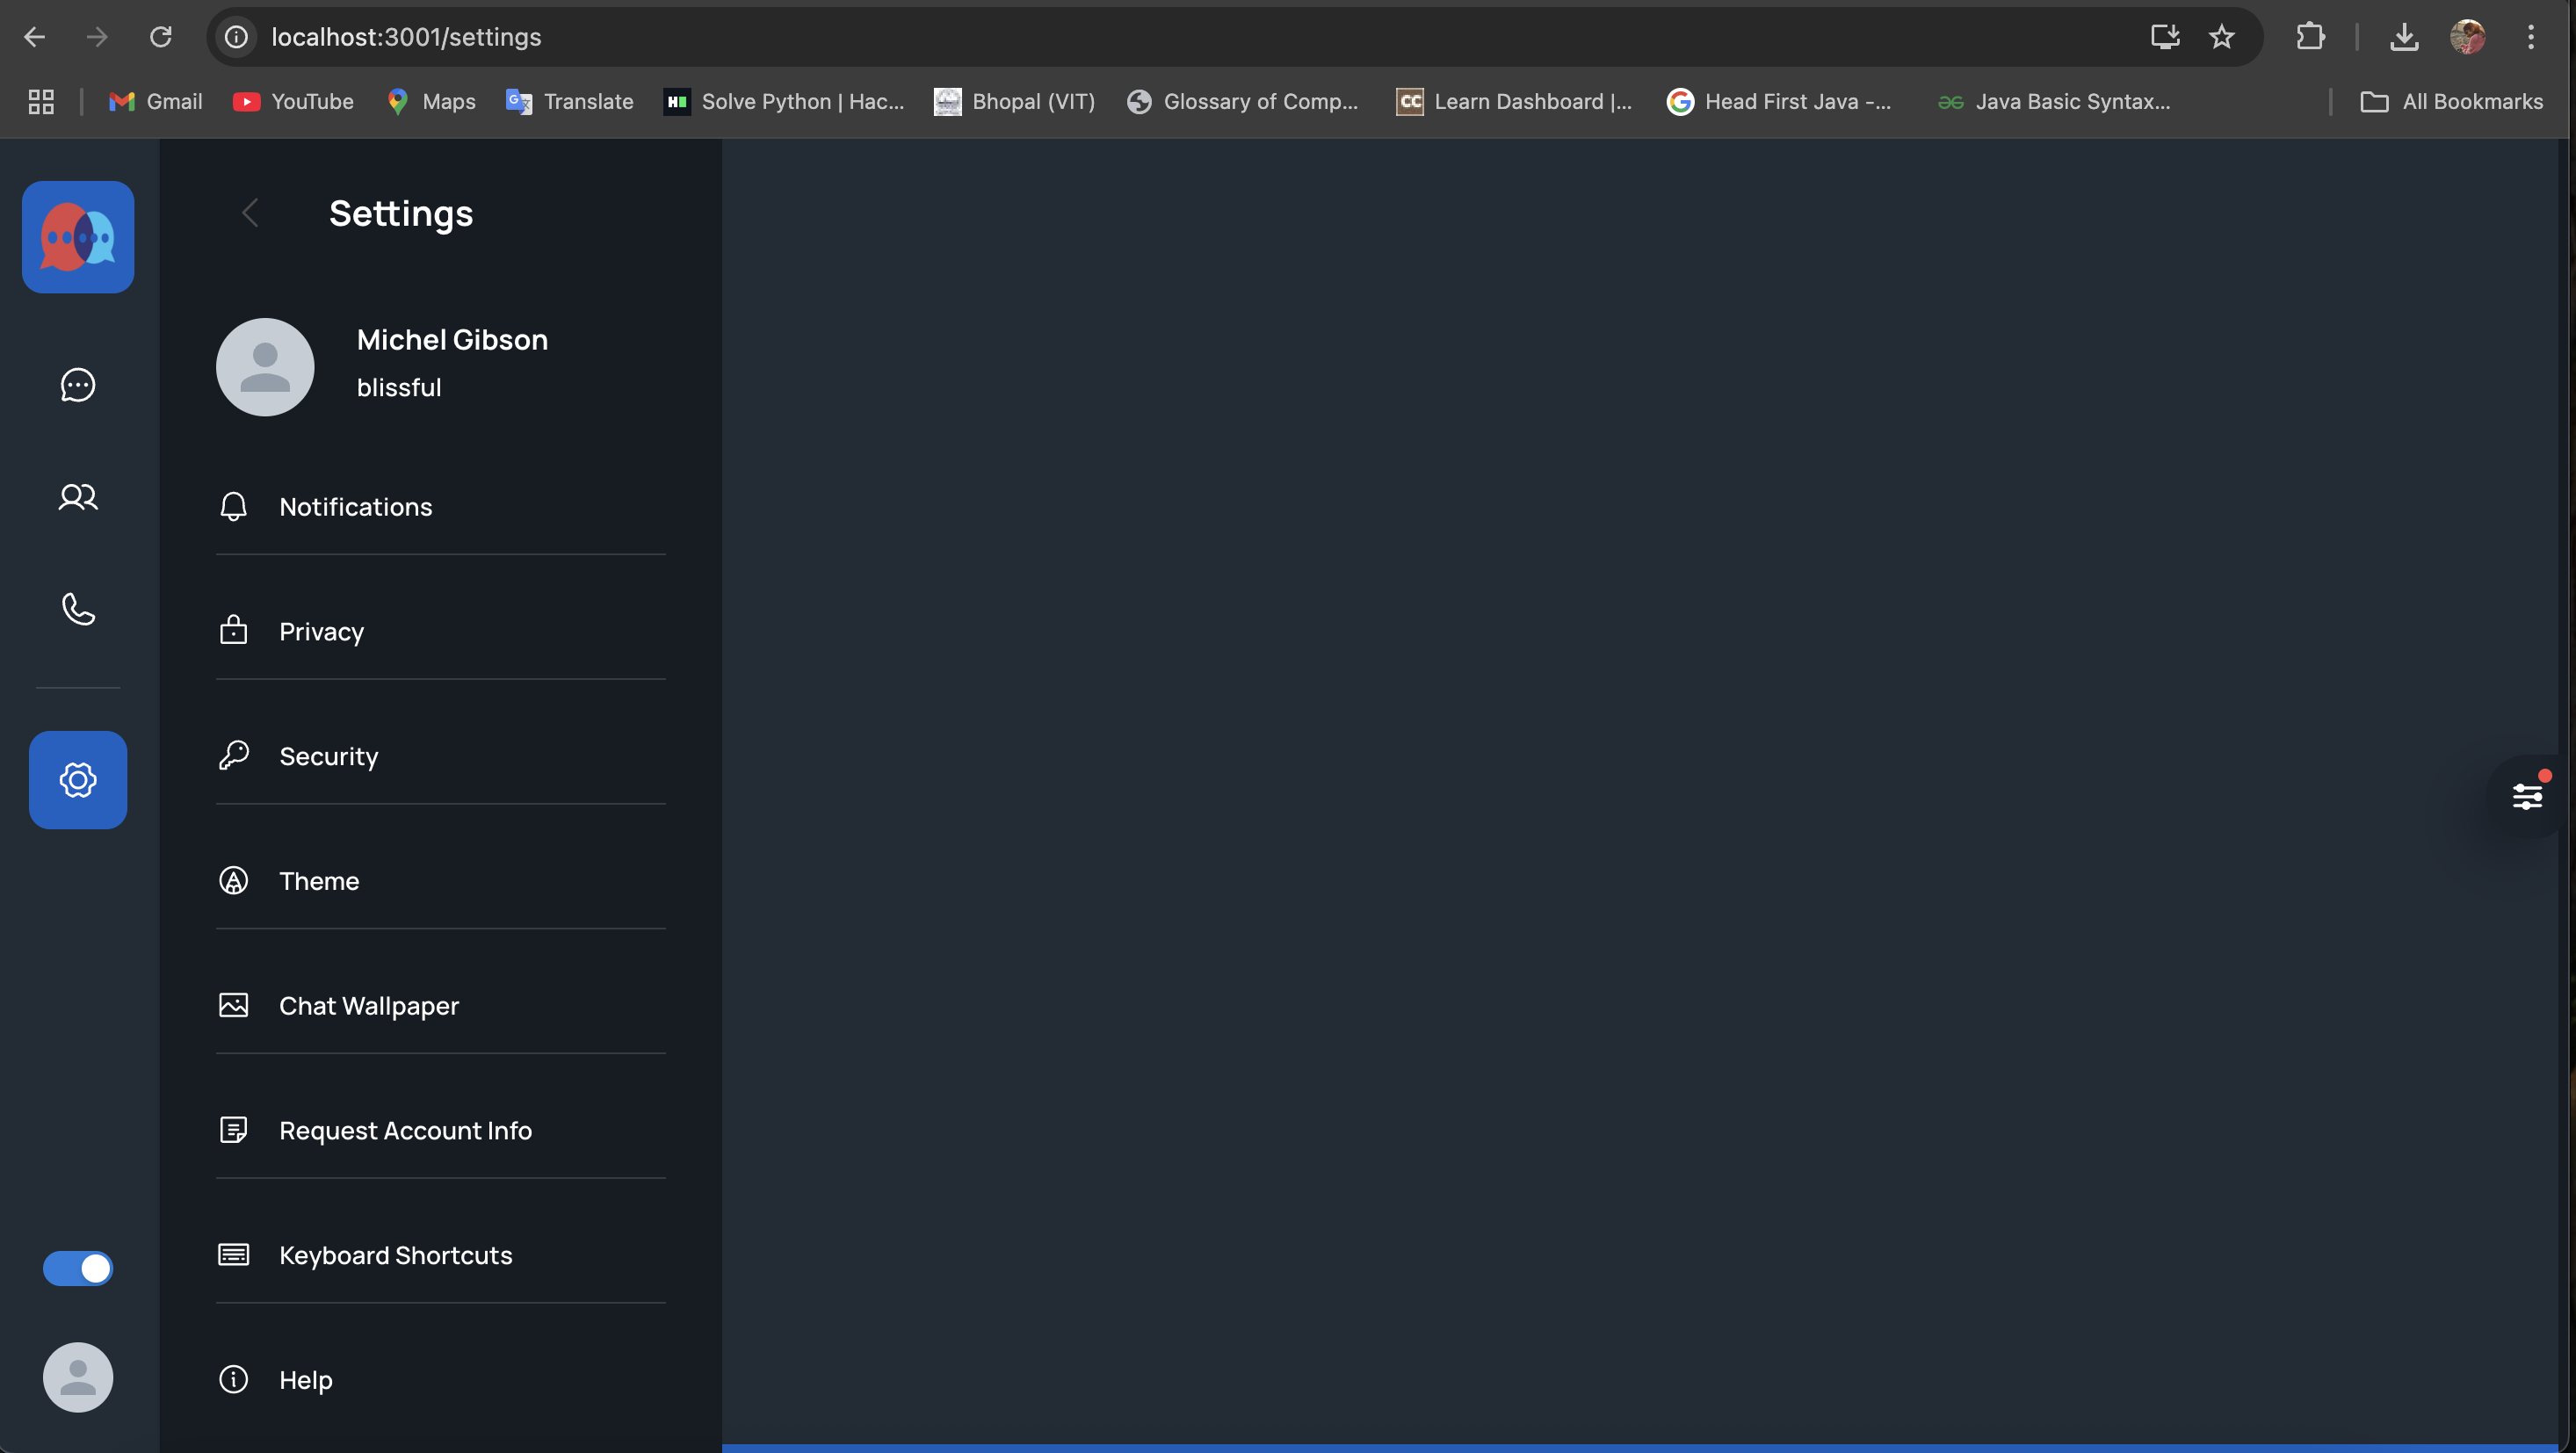 localhost:3001/settings
Gmail
YouTube
Maps
Translate
Solve Python | Hac...
Bhopal (VIT)
Glossary of Comp...
Learn Dashboard |...
Head First Java -...
Java Basic Syntax...
All Bookmarks
Settings
Michel Gibson
blissful
Notifications
Privacy
Security
Theme
Chat Wallpaper
Request Account Info
Keyboard Shortcuts
Help